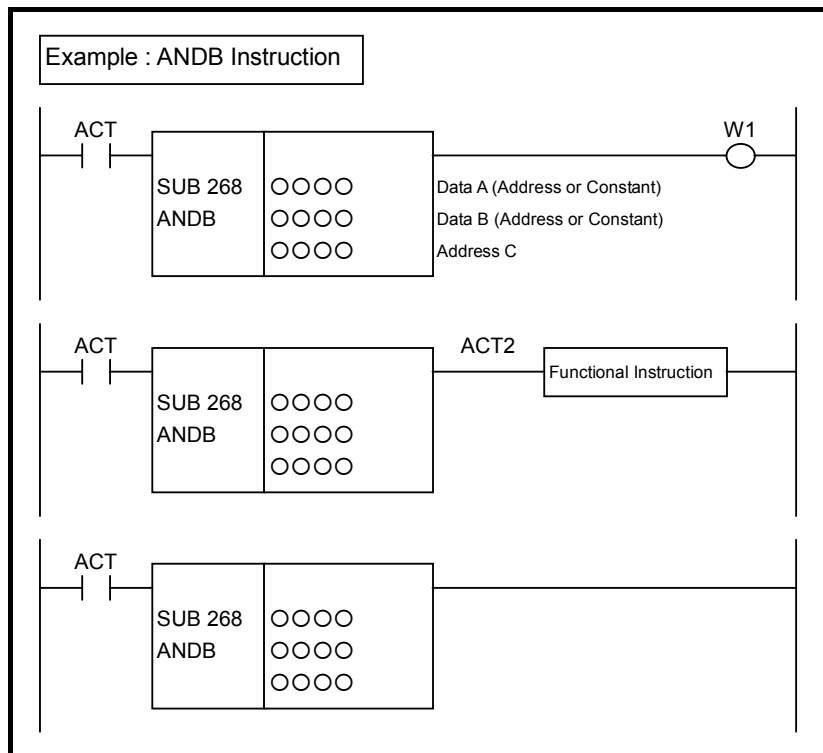 Example : ANDB Instruction
ACT W1
SUB 268 ○○○○ Data A (Address or Constant)
ANDB ○○○○ Data B (Address or Constant)
○○○○ Address C
ACT ACT2
Functional Instruction
SUB 268 ○○○○
ANDB ○○○○
○○○○
ACT
SUB 268 ○○○○
ANDB ○○○○
○○○○